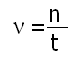 ν = n/t